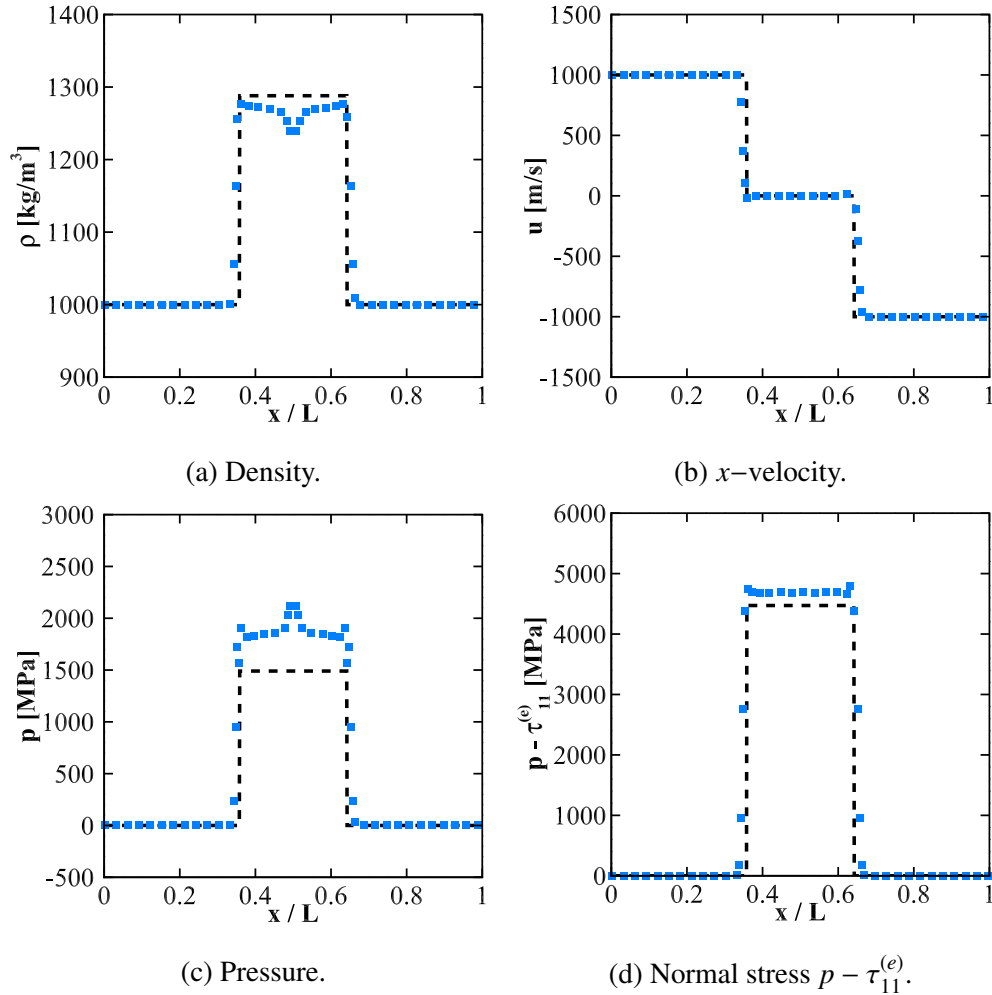 1400
1300
1200
1100
1000
900
ρ [kg/m³]
0 0.2 0.4 0.6 0.8 1
x / L
(a) Density.
1500
1000
500
0
-500
-1000
-1500
u [m/s]
0 0.2 0.4 0.6 0.8 1
x / L
(b) x−velocity.
3000
2500
2000
1500
1000
500
0
-500
p [MPa]
0 0.2 0.4 0.6 0.8 1
x / L
(c) Pressure.
6000
5000
4000
3000
2000
1000
0
p - τ₁₁⁽ᵉ⁾ [MPa]
0 0.2 0.4 0.6 0.8 1
x / L
(d) Normal stress p − τ₁₁⁽ᵉ⁾.